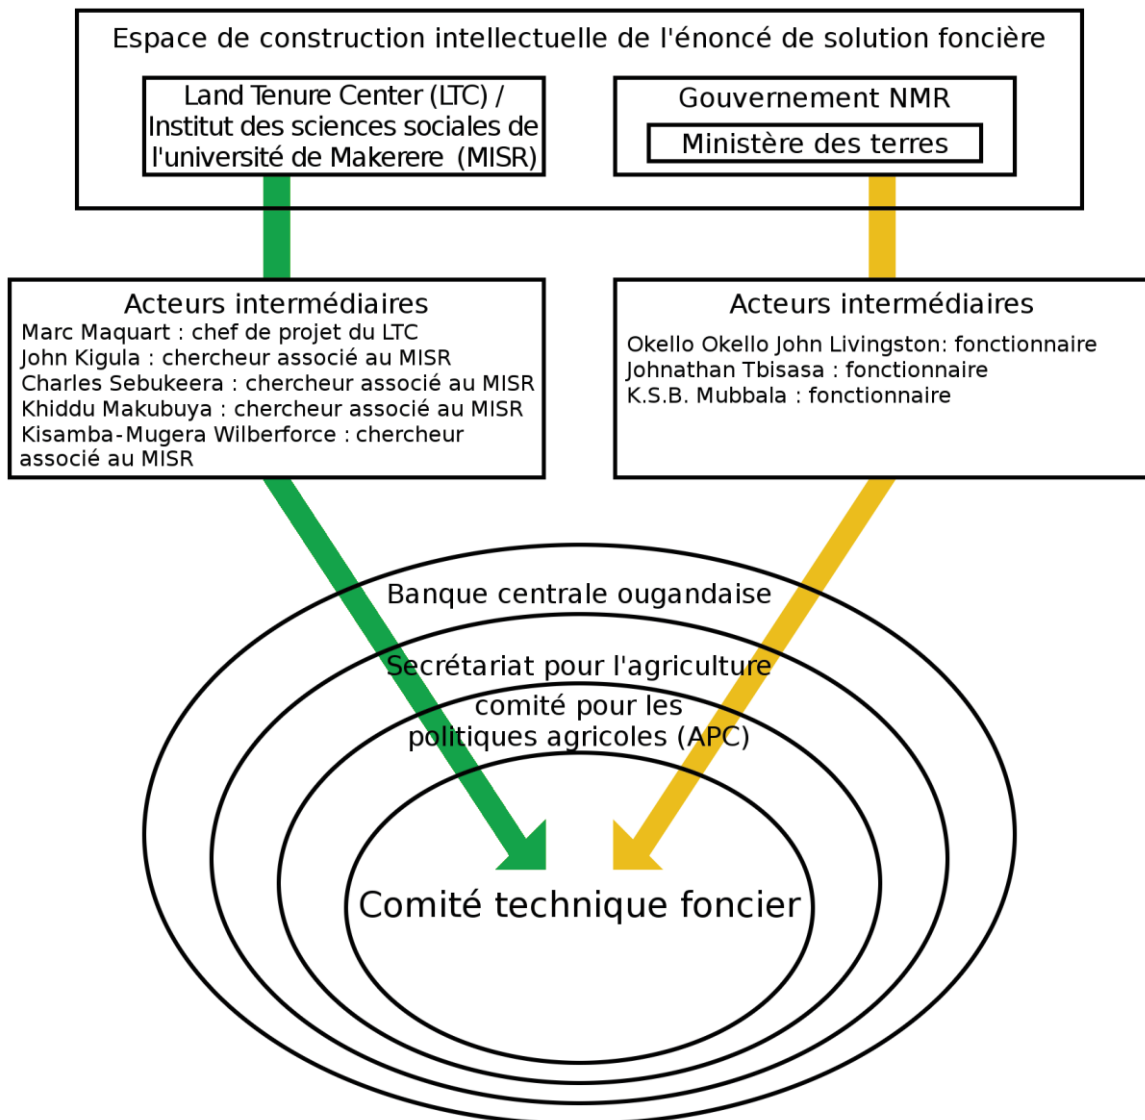 Espace de construction intellectuelle de l'énoncé de solution foncière
Land Tenure Center (LTC) /
Institut des sciences sociales de
l'université de Makerere (MISR)
Gouvernement NMR
Ministère des terres
Acteurs intermédiaires
Marc Maquart : chef de projet du LTC
John Kigula : chercheur associé au MISR
Charles Sebukeera : chercheur associé au MISR
Khiddu Makubuya : chercheur associé au MISR
Kisamba-Mugera Wilberforce : chercheur
associé au MISR
Acteurs intermédiaires
Okello Okello John Livingston: fonctionnaire
Johnathan Tbisasa : fonctionnaire
K.S.B. Mubbala : fonctionnaire
Banque centrale ougandaise
Secrétariat pour l'agriculture
comité pour les
politiques agricoles (APC)
Comité technique foncier